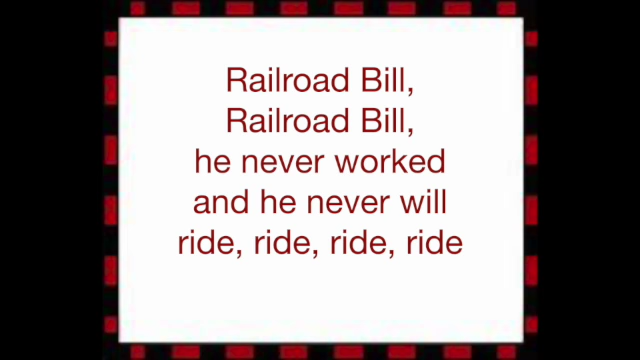 Railroad Bill,
Railroad Bill,
he never worked
and he never will
ride, ride, ride, ride